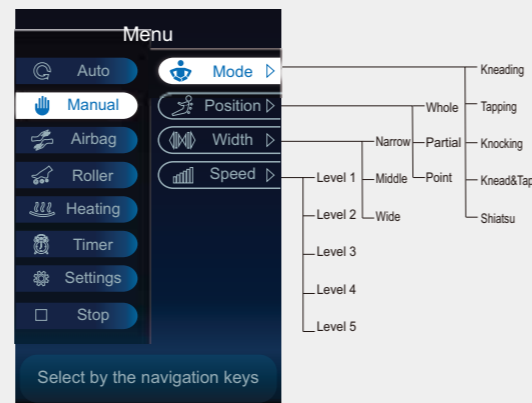 Menu
Auto
Manual
Airbag
Roller
Heating
Timer
Settings
Stop
Mode
Position
Width
Speed
Kneading
Tapping
Knocking
Knead&Tap
Shiatsu
Whole
Partial
Point
Narrow
Middle
Wide
Level 1
Level 2
Level 3
Level 4
Level 5
Select by the navigation keys